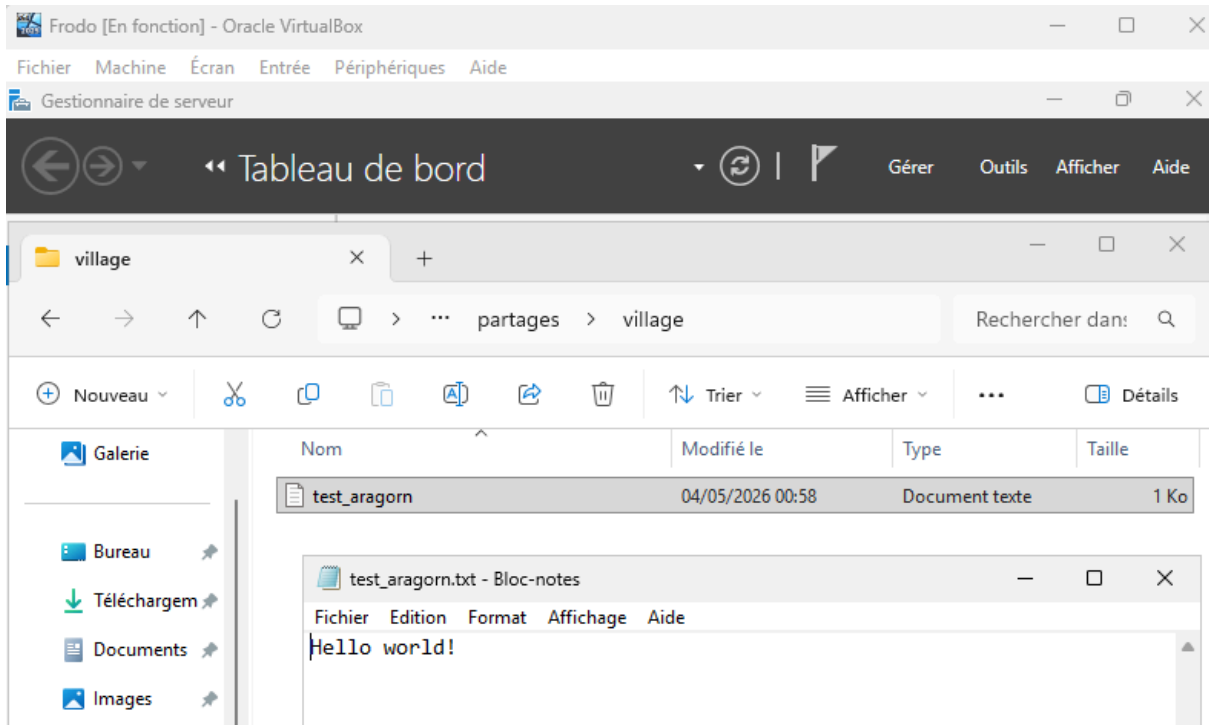 Frodo [En fonction] - Oracle VirtualBox
Fichier Machine Écran Entrée Périphériques Aide
Gestionnaire de serveur
Tableau de bord
Gérer Outils Afficher Aide
village
partages > village
Rechercher dans
Nouveau Trier Afficher ... Détails
Galerie
Nom Modifié le Type Taille
test_aragorn 04/05/2026 00:58 Document texte 1 Ko
Bureau
Téléchargem
Documents
Images
test_aragorn.txt - Bloc-notes
Fichier Edition Format Affichage Aide
Hello world!